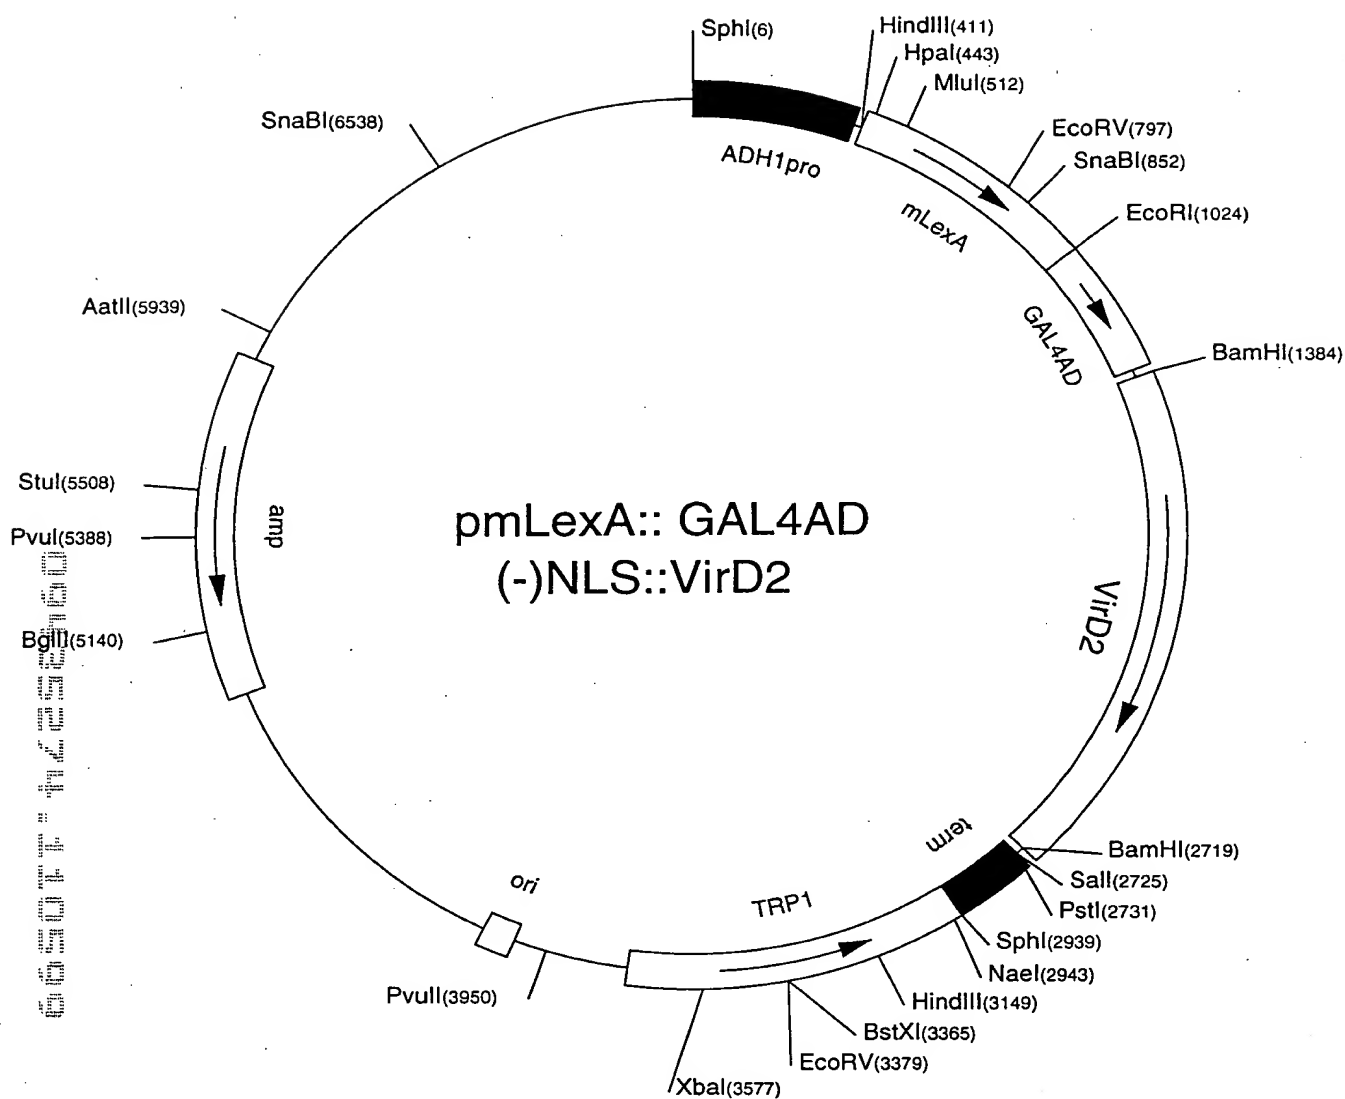 SphI(6)
HindIII(411)
HpaI(443)
MluI(512)
SnaBI(6538)
EcoRV(797)
SnaBI(852)
ADH1pro
mLexA
EcoRI(1024)
AatII(5939)
GAL4AD
BamHI(1384)
StuI(5508)
PvuI(5388)
amp
pmLexA:: GAL4AD
(-)NLS::VirD2
VirD2
BglII(5140)
term
BamHI(2719)
SalI(2725)
PstI(2731)
ori
TRP1
SphI(2939)
NaeI(2943)
PvuII(3950)
HindIII(3149)
BstXI(3365)
EcoRV(3379)
XbaI(3577)